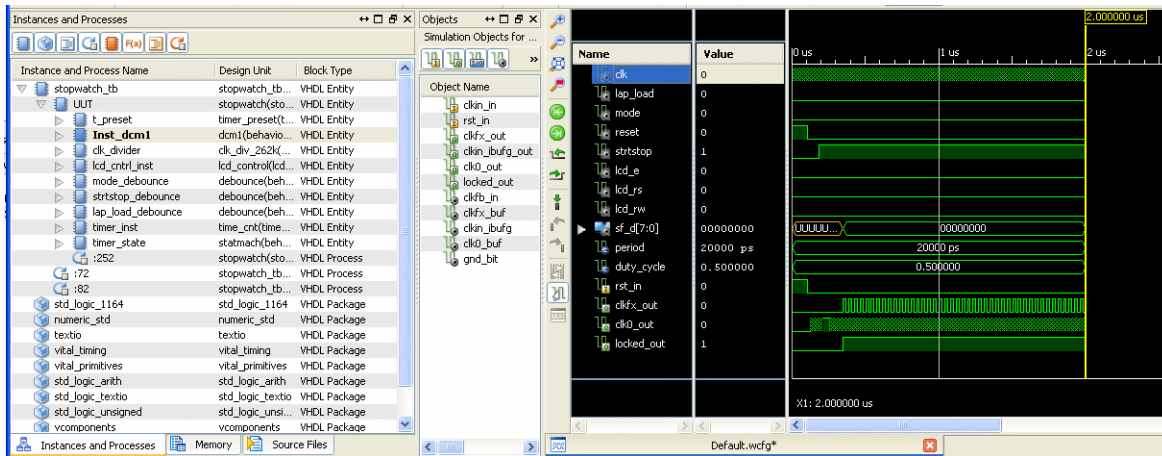 Instances and Processes
Instance and Process Name Design Unit Block Type
stopwatch_tb stopwatch_tb... VHDL Entity
UUT stopwatch(sto... VHDL Entity
t_preset timer_preset(t... VHDL Entity
Inst_dcm1 dcm1(behavio... VHDL Entity
clk_divider clk_div_262k(... VHDL Entity
lcd_cntrl_inst lcd_control(lcd... VHDL Entity
mode_debounce debounce(beh... VHDL Entity
strtstop_debounce debounce(beh... VHDL Entity
lap_load_debounce debounce(beh... VHDL Entity
timer_inst time_cnt(time... VHDL Entity
timer_state statmach(beh... VHDL Entity
:252 stopwatch(sto... VHDL Process
:72 stopwatch_tb... VHDL Process
:82 stopwatch_tb... VHDL Process
std_logic_1164 std_logic_1164 VHDL Package
numeric_std numeric_std VHDL Package
textio textio VHDL Package
vital_timing vital_timing VHDL Package
vital_primitives vital_primitives VHDL Package
std_logic_arith std_logic_arith VHDL Package
std_logic_textio std_logic_textio VHDL Package
std_logic_unsigned std_logic_unsi... VHDL Package
vcomponents vcomponents VHDL Package
Instances and Processes Memory Source Files
Objects
Simulation Objects for ...
Object Name
clkin_in
rst_in
clkfx_out
clkin_ibufg_out
clk0_out
locked_out
clkfb_in
clkfx_buf
clkin_ibufg
clk0_buf
gnd_bit
2.000000 us
Name Value 0 us 1 us 2 us
clk 0
lap_load 0
mode 0
reset 0
strtstop 1
lcd_e 0
lcd_rs 0
lcd_rw 0
sf_d[7:0] 00000000 UUUUU... 00000000
period 20000 ps 20000 ps
duty_cycle 0.500000 0.500000
rst_in 0
clkfx_out 0
clk0_out 0
locked_out 1
X1: 2.000000 us
Default.wcfg*